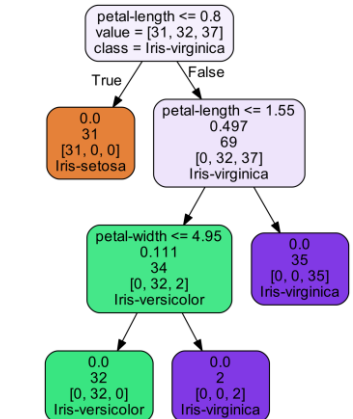 petal-length <= 0.8
value = [31, 32, 37]
class = Iris-virginica
True
False
0.0
31
[31, 0, 0]
Iris-setosa
petal-length <= 1.55
0.497
69
[0, 32, 37]
Iris-virginica
petal-width <= 4.95
0.111
34
[0, 32, 2]
Iris-versicolor
0.0
35
[0, 0, 35]
Iris-virginica
0.0
32
[0, 32, 0]
Iris-versicolor
0.0
2
[0, 0, 2]
Iris-virginica